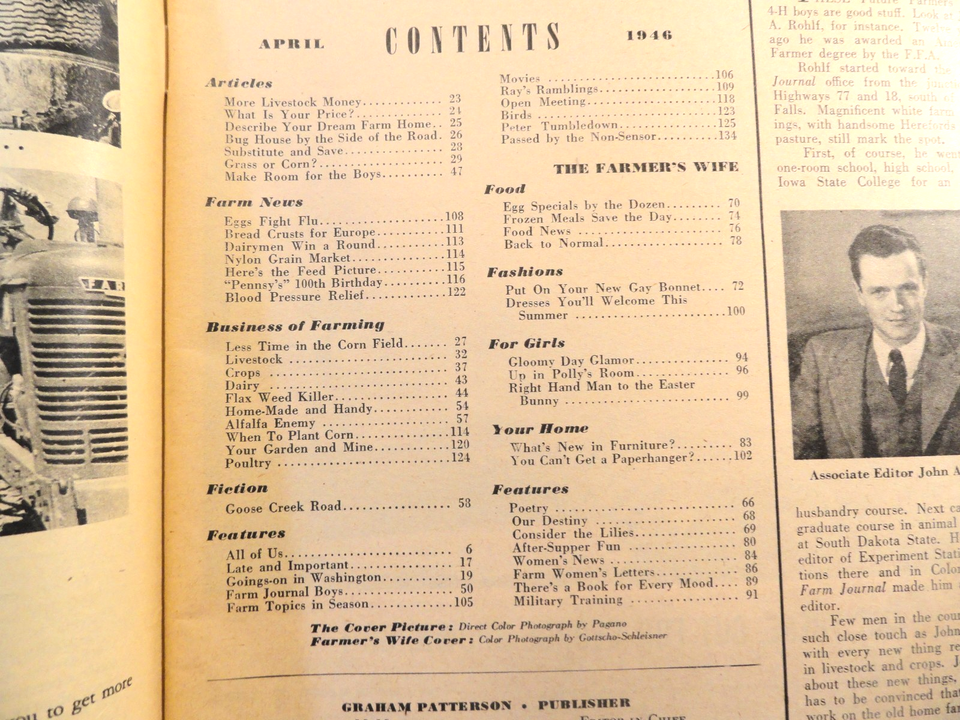 APRIL CONTENTS 1946
Articles
More Livestock Money........... 23
What Is Your Price?............. 24
Describe Your Dream Farm Home.. 25
Bug House by the Side of the Road. 26
Substitute and Save.............. 28
Grass or Corn?................... 29
Make Room for the Boys.......... 47
Farm News
Eggs Fight Flu....................108
Bread Crusts for Europe..........111
Dairymen Win a Round............113
Nylon Grain Market...............114
Here's the Feed Picture...........115
"Pennsy's" 100th Birthday.........116
Blood Pressure Relief..............122
Business of Farming
Less Time in the Corn Field....... 27
Livestock ........................ 32
Crops ........................... 37
Dairy ........................... 43
Flax Weed Killer................. 44
Home-Made and Handy........... 54
Alfalfa Enemy ................... 57
When To Plant Corn.............114
Your Garden and Mine...........120
Poultry .........................124
Fiction
Goose Creek Road................ 58
Features
All of Us......................... 6
Late and Important.............. 17
Goings-on in Washington......... 19
Farm Journal Boys............... 50
Farm Topics in Season............105
Movies ..........................106
Ray's Ramblings.................109
Open Meeting...................118
Birds ...........................123
Peter Tumbledown...............125
Passed by the Non-Sensor.........134
THE FARMER'S WIFE
Food
Egg Specials by the Dozen......... 70
Frozen Meals Save the Day........ 74
Food News ...................... 76
Back to Normal.................. 78
Fashions
Put On Your New Gay Bonnet.... 72
Dresses You'll Welcome This
Summer ........................100
For Girls
Gloomy Day Glamor.............. 94
Up in Polly's Room............... 96
Right Hand Man to the Easter
Bunny .......................... 99
Your Home
What's New in Furniture?......... 83
You Can't Get a Paperhanger?......102
Features
Poetry .......................... 66
Our Destiny ..................... 68
Consider the Lilies................ 69
After-Supper Fun ................ 80
Women's News .................. 84
Farm Women's Letters............ 86
There's a Book for Every Mood.... 89
Military Training ................ 91
The Cover Picture: Direct Color Photograph by Pagano
Farmer's Wife Cover: Color Photograph by Gottscho-Schleisner
GRAHAM PATTERSON • PUBLISHER
EDITOR IN CHIEF
Future Farmers
4-H boys are good stuff. Look at
A. Rohlf, for instance.
ago he was awarded an
Farmer degree by the F.F.A.
Rohlf started toward the
Journal office from the
Highways 77 and 18, south of
Falls. Magnificent white
ings, with handsome
pasture, still mark the spot.
First, of course, he went
one-room school, high school,
Iowa State College for an
Associate Editor John A
husbandry course. Next
graduate course in animal
at South Dakota State.
editor of Experiment
tions there and in
Farm Journal made him
editor.
Few men in the
such close touch as John
with every new thing
in livestock and crops.
about these new things,
has to be convinced
work on the old home
FAR
you to get more